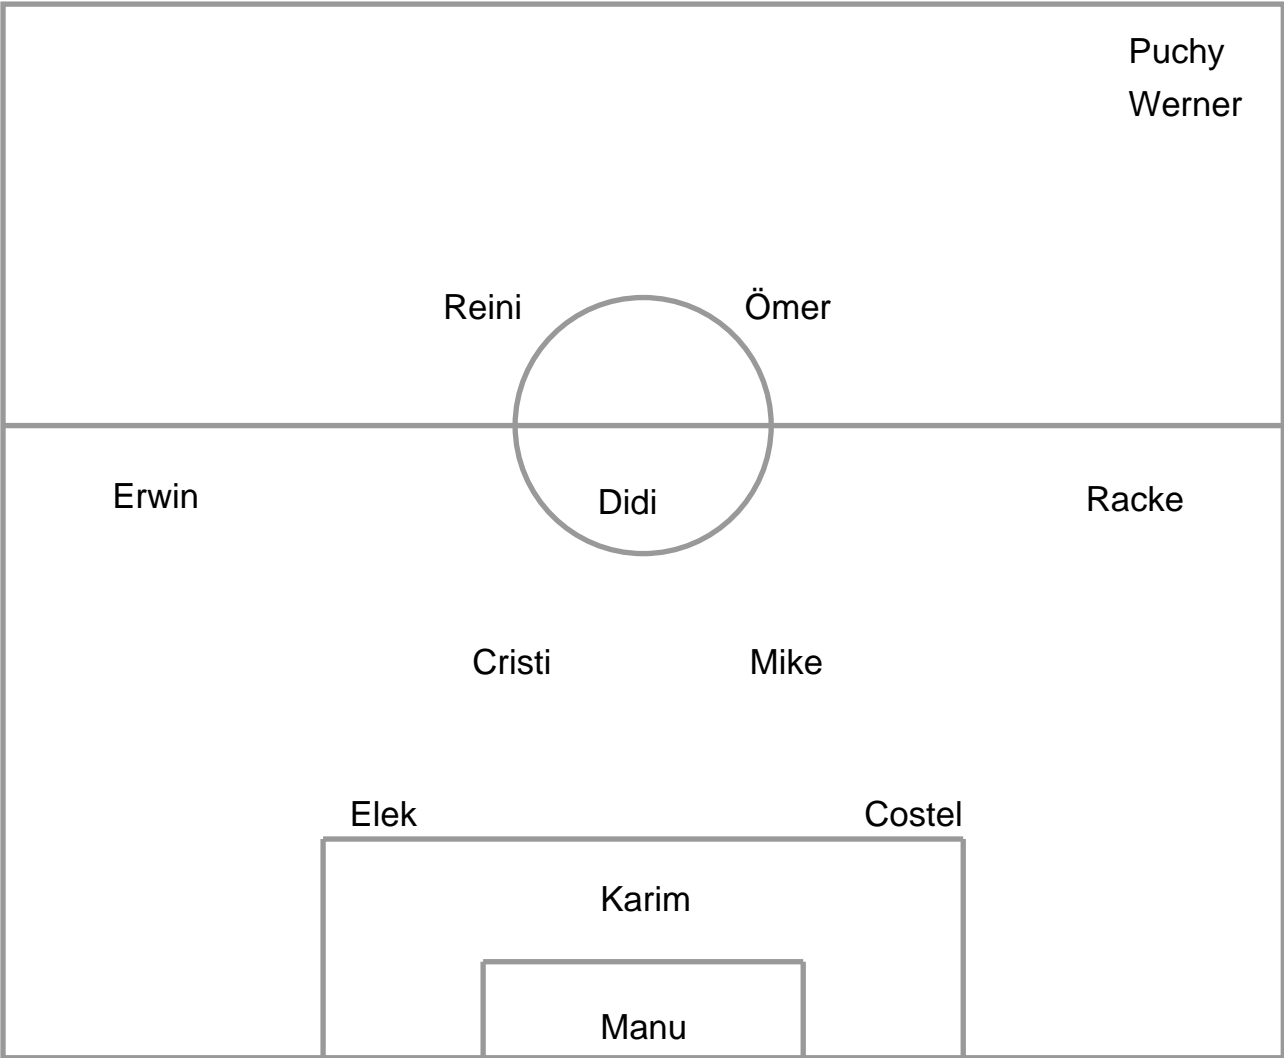 Puchy
Werner
Reini Ömer
Erwin Didi Racke
Cristi Mike
Elek Costel
Karim
Manu